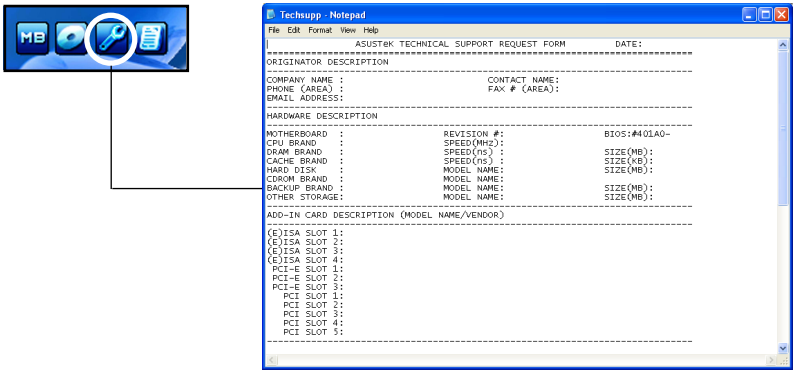 MB
Techsupp - Notepad
File Edit Format View Help
ASUSTeK TECHNICAL SUPPORT REQUEST FORM DATE:
==========================================================================
ORIGINATOR DESCRIPTION
--------------------------------------------------------------------------
COMPANY NAME : CONTACT NAME:
PHONE (AREA) : FAX # (AREA):
EMAIL ADDRESS:
--------------------------------------------------------------------------
HARDWARE DESCRIPTION
--------------------------------------------------------------------------
MOTHERBOARD : REVISION #: BIOS:#401A0-
CPU BRAND : SPEED(MHz):
DRAM BRAND : SPEED(ns) : SIZE(MB):
CACHE BRAND : SPEED(ns) : SIZE(KB):
HARD DISK : MODEL NAME: SIZE(MB):
CDROM BRAND : MODEL NAME:
BACKUP BRAND : MODEL NAME: SIZE(MB):
OTHER STORAGE: MODEL NAME: SIZE(MB):
--------------------------------------------------------------------------
ADD-IN CARD DESCRIPTION (MODEL NAME/VENDOR)
--------------------------------------------------------------------------
(E)ISA SLOT 1:
(E)ISA SLOT 2:
(E)ISA SLOT 3:
(E)ISA SLOT 4:
PCI-E SLOT 1:
PCI-E SLOT 2:
PCI-E SLOT 3:
PCI SLOT 1:
PCI SLOT 2:
PCI SLOT 3:
PCI SLOT 4:
PCI SLOT 5:
--------------------------------------------------------------------------